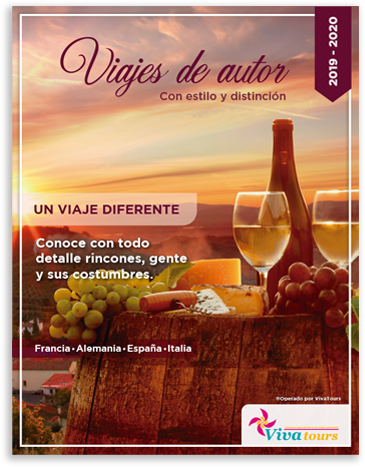 2019 - 2020
Viajes de autor
Con estilo y distinción
UN VIAJE DIFERENTE
Conoce con todo
detalle rincones, gente
y sus costumbres.
Francia • Alemania • España • Italia
®Operado por VivaTours
Viva tours